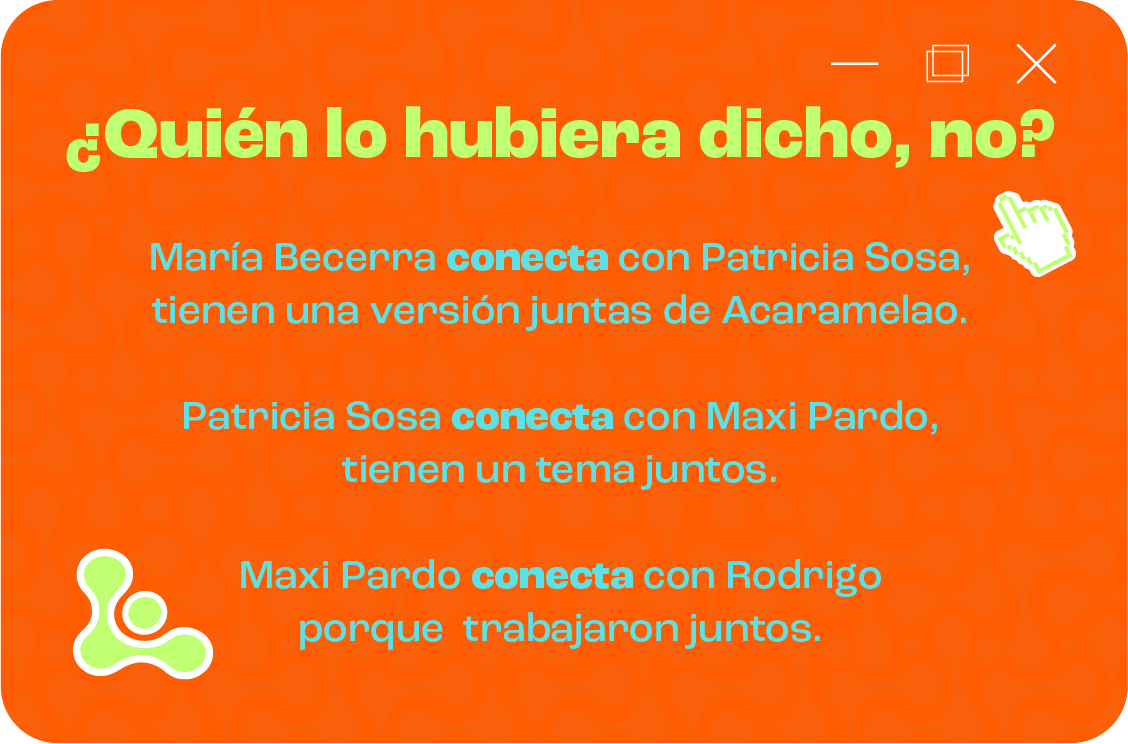 ¿Quién lo hubiera dicho, no?
María Becerra conecta con Patricia Sosa,
tienen una versión juntas de Acaramelao.
Patricia Sosa conecta con Maxi Pardo,
tienen un tema juntos.
Maxi Pardo conecta con Rodrigo
porque trabajaron juntos.